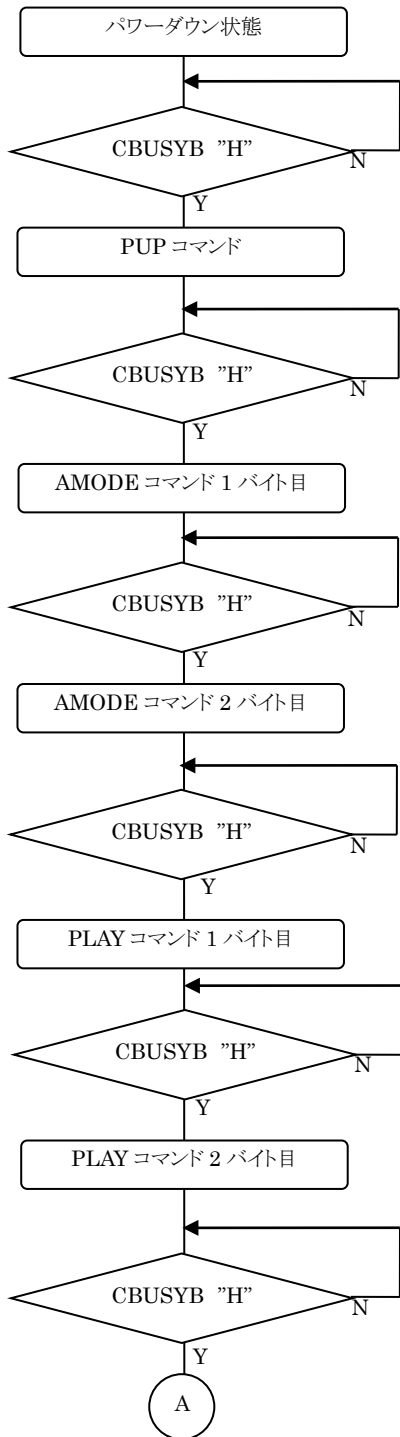 パワーダウン状態
CBUSYB ”H”
N
Y
PUP コマンド
CBUSYB ”H”
N
Y
AMODE コマンド 1 バイト目
CBUSYB ”H”
N
Y
AMODE コマンド 2 バイト目
CBUSYB ”H”
N
Y
PLAY コマンド 1 バイト目
CBUSYB ”H”
N
Y
PLAY コマンド 2 バイト目
CBUSYB ”H”
N
Y
A